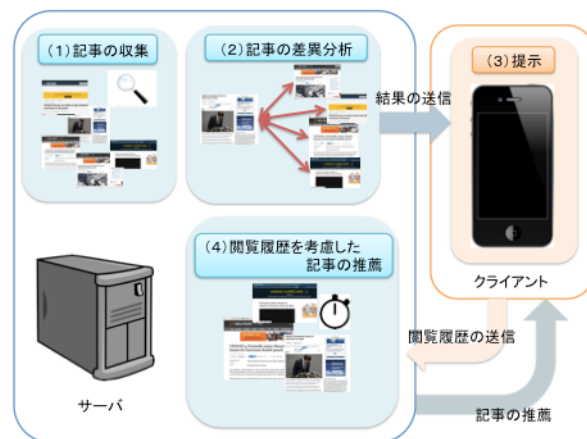 (1)記事の収集
(2)記事の差異分析
(3)提示
結果の送信
(4)閲覧履歴を考慮した
記事の推薦
クライアント
閲覧履歴の送信
サーバ
記事の推薦